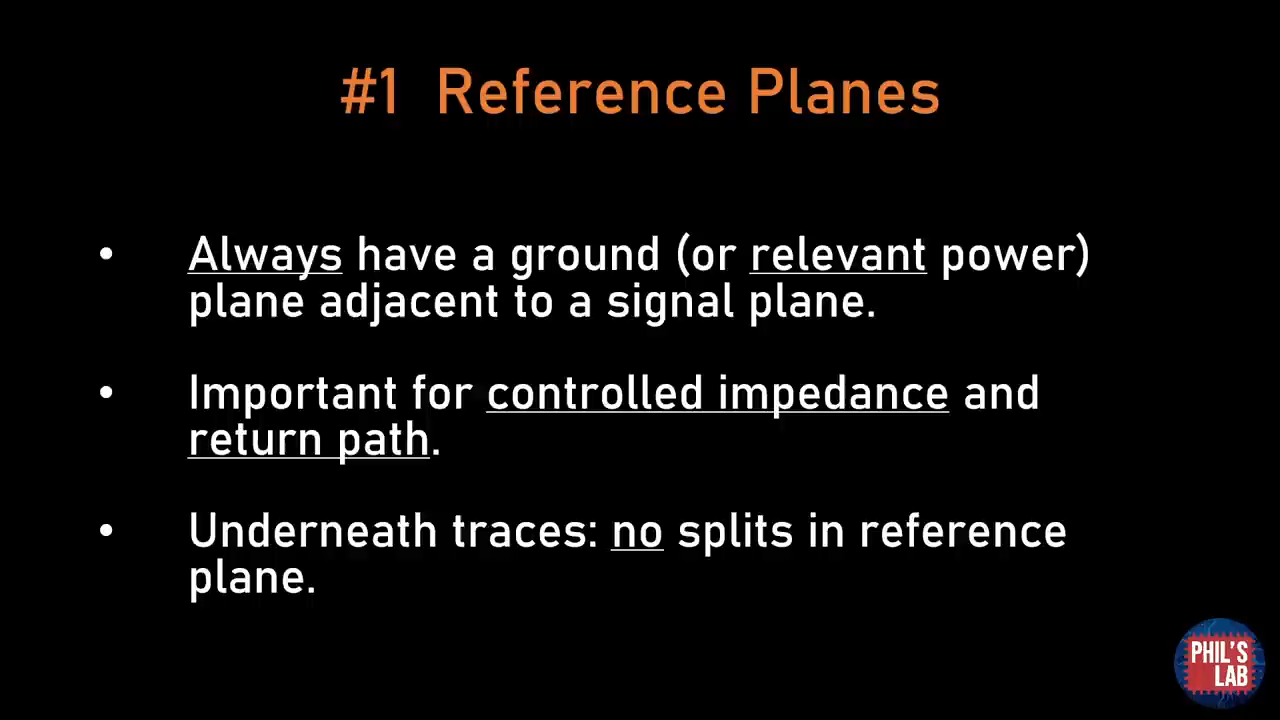 #1 Reference Planes
• Always have a ground (or relevant power)
plane adjacent to a signal plane.
• Important for controlled impedance and
return path.
• Underneath traces: no splits in reference
plane.
PHIL'S
LAB